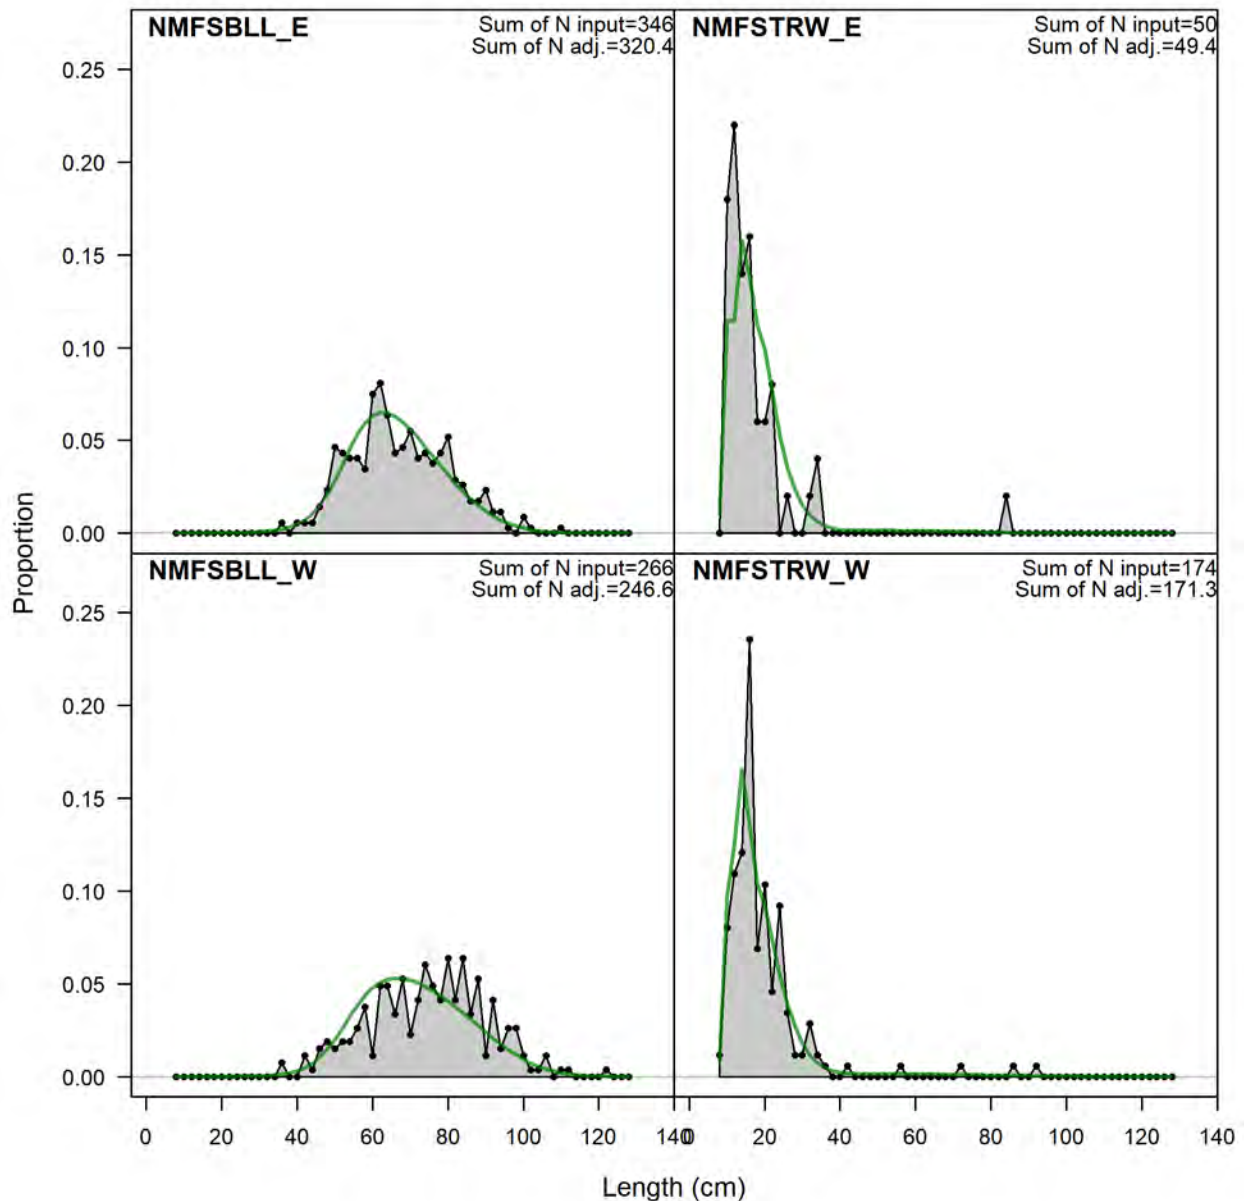 NMFSBLL_E
Sum of N input=346
Sum of N adj.=320.4
NMFSTRW_E
Sum of N input=50
Sum of N adj.=49.4
0.25
0.20
0.15
0.10
0.05
0.00
NMFSBLL_W
Sum of N input=266
Sum of N adj.=246.6
NMFSTRW_W
Sum of N input=174
Sum of N adj.=171.3
0.25
0.20
0.15
0.10
0.05
0.00
Proportion
0 20 40 60 80 100 120 140
0 20 40 60 80 100 120 140
Length (cm)